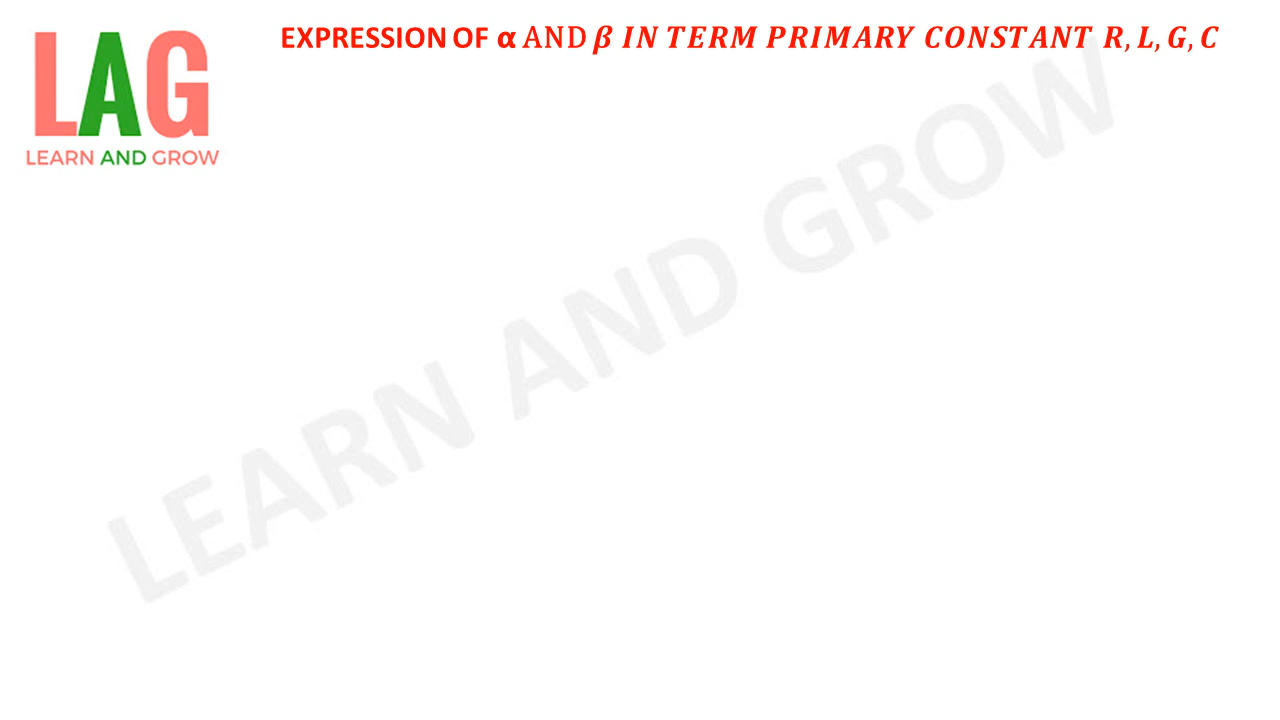 EXPRESSION OF α AND β IN TERM PRIMARY CONSTANT R, L, G, C
LAG
LEARN AND GROW
LEARN AND GROW